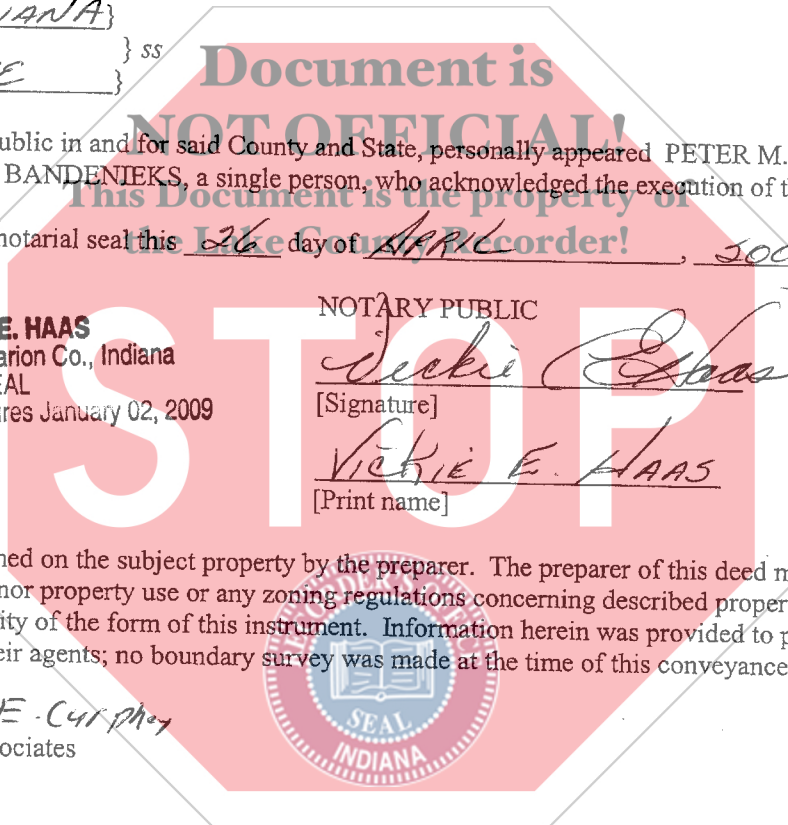 IANA}
} ss
}
Document is
NOT OFFICIAL!
ublic in and for said County and State, personally appeared PETER M.
BANDENIEKS, a single person, who acknowledged the execution of t
This Document is the property of
the Lake County Recorder!
notarial seal this 26 day of APRIL, 200
STOP
E. HAAS
arion Co., Indiana
EAL
res January 02, 2009
NOTARY PUBLIC
Vickie E Haas
[Signature]
VICKIE E. HAAS
[Print name]
ned on the subject property by the preparer. The preparer of this deed m
nor property use or any zoning regulations concerning described proper
ity of the form of this instrument. Information herein was provided to p
eir agents; no boundary survey was made at the time of this conveyance
RECORDER'S OFFICE
SEAL
INDIANA
E. Curphey
ociates